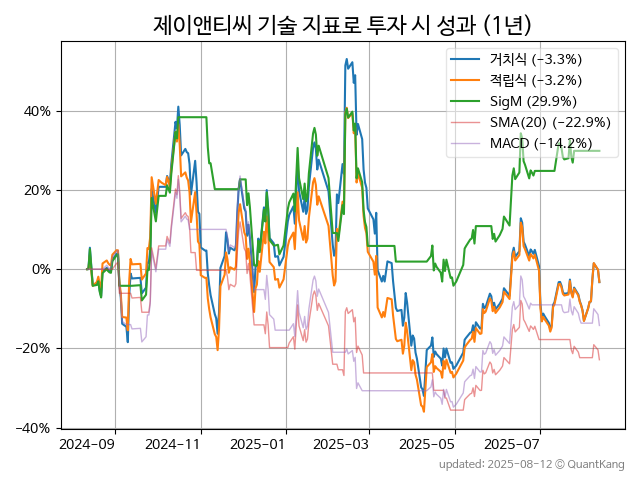 제이앤티씨 기술 지표로 투자 시 성과 (1년)
거치식 (−3.3%)
적립식 (−3.2%)
SigM (29.9%)
SMA(20) (−22.9%)
MACD (−14.2%)
40%
20%
0%
−20%
−40%
2024−09
2024−11
2025−01
2025−03
2025−05
2025−07
updated: 2025−08−12 © QuantKang